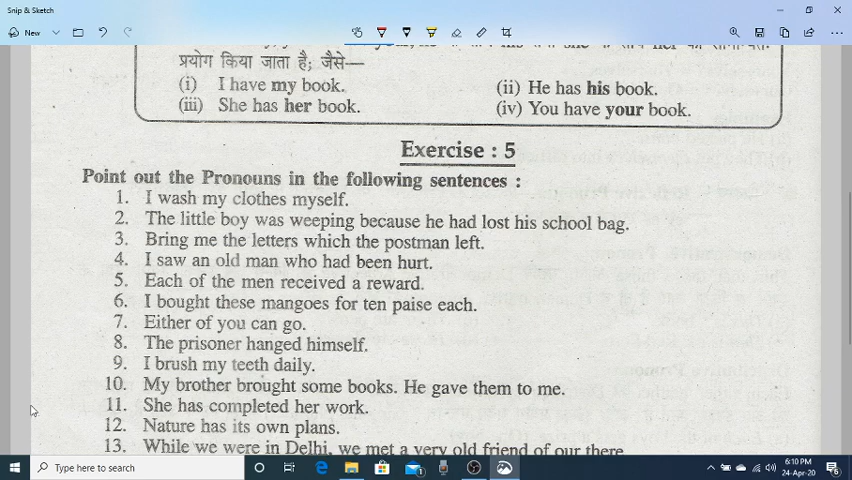 Snip & Sketch
New
प्रयोग किया जाता है; जैसे—
(i) I have my book. (ii) He has his book.
(iii) She has her book. (iv) You have your book.
Exercise : 5
Point out the Pronouns in the following sentences :
1. I wash my clothes myself.
2. The little boy was weeping because he had lost his school bag.
3. Bring me the letters which the postman left.
4. I saw an old man who had been hurt.
5. Each of the men received a reward.
6. I bought these mangoes for ten paise each.
7. Either of you can go.
8. The prisoner hanged himself.
9. I brush my teeth daily.
10. My brother brought some books. He gave them to me.
11. She has completed her work.
12. Nature has its own plans.
13. While we were in Delhi, we met a very old friend of our there
Type here to search
6:10 PM
24-Apr-20